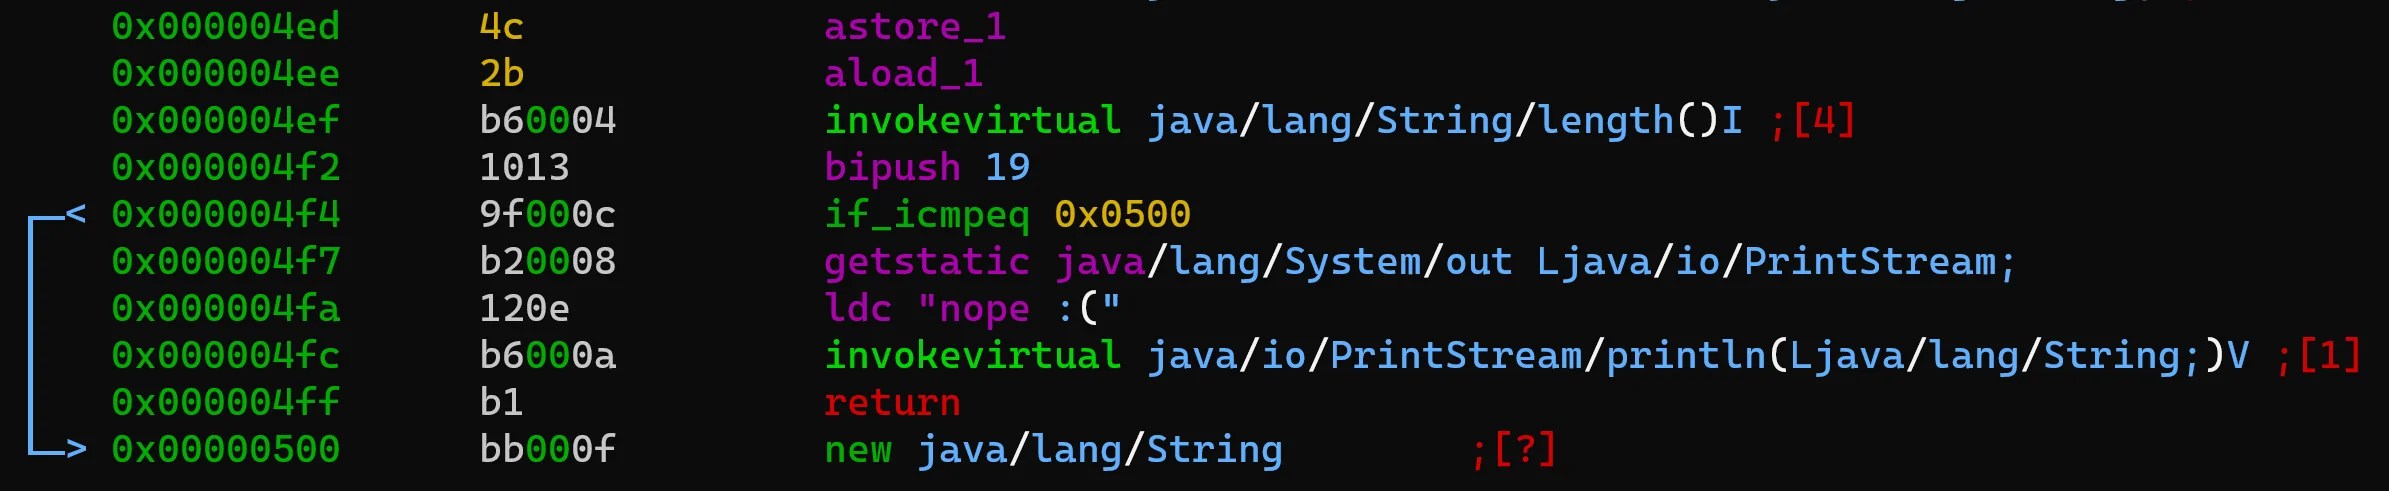 0x000004ed 4c astore_1
0x000004ee 2b aload_1
0x000004ef b60004 invokevirtual java/lang/String/length()I ;[4]
0x000004f2 1013 bipush 19
< 0x000004f4 9f000c if_icmpeq 0x0500
0x000004f7 b20008 getstatic java/lang/System/out Ljava/io/PrintStream;
0x000004fa 120e ldc "nope :("
0x000004fc b6000a invokevirtual java/io/PrintStream/println(Ljava/lang/String;)V ;[1]
0x000004ff b1 return
> 0x00000500 bb000f new java/lang/String ;[?]